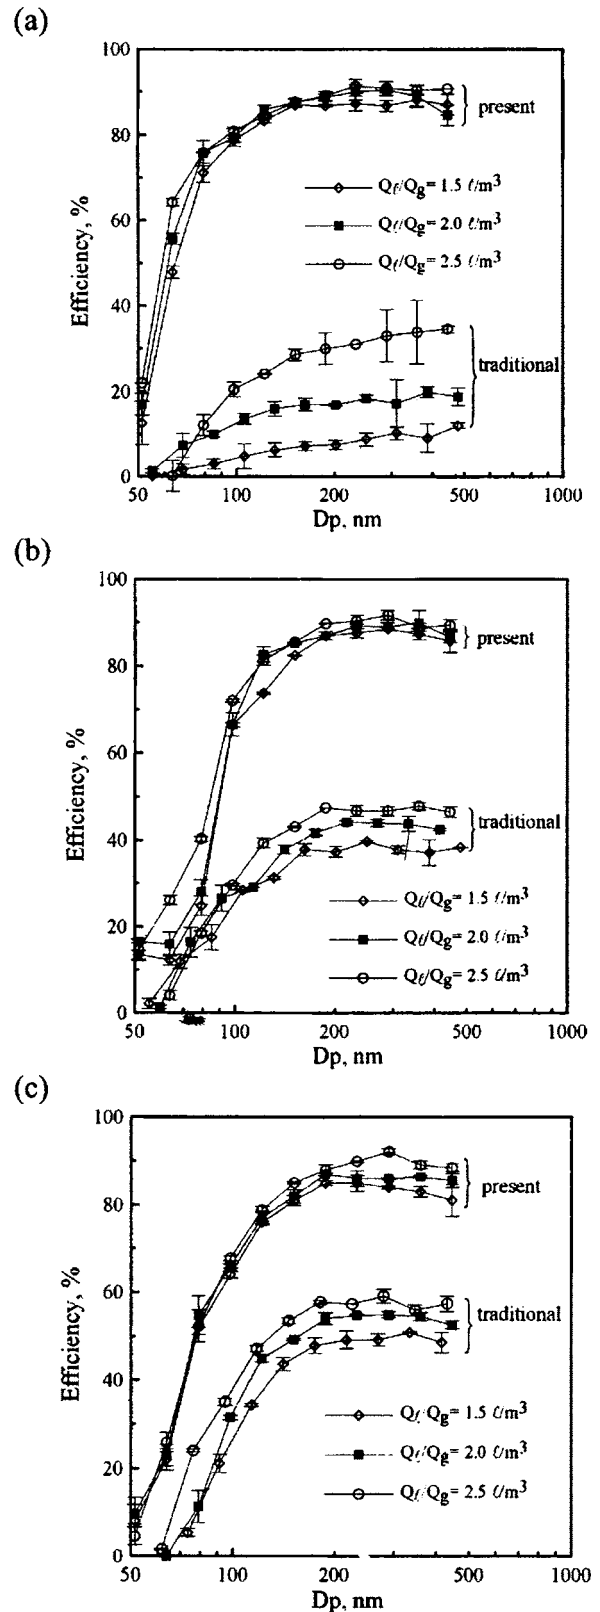 (a)
100
80
60
40
20
0
Efficiency, %
present
Qℓ/Qg= 1.5 ℓ/m³
Qℓ/Qg= 2.0 ℓ/m³
Qℓ/Qg= 2.5 ℓ/m³
traditional
50 100 200 500 1000
Dp, nm
(b)
100
80
60
40
20
0
Efficiency, %
present
traditional
Qℓ/Qg= 1.5 ℓ/m³
Qℓ/Qg= 2.0 ℓ/m³
Qℓ/Qg= 2.5 ℓ/m³
50 100 200 500 1000
Dp, nm
(c)
100
80
60
40
20
0
Efficiency, %
present
traditional
Qℓ/Qg= 1.5 ℓ/m³
Qℓ/Qg= 2.0 ℓ/m³
Qℓ/Qg= 2.5 ℓ/m³
50 100 200 500 1000
Dp, nm